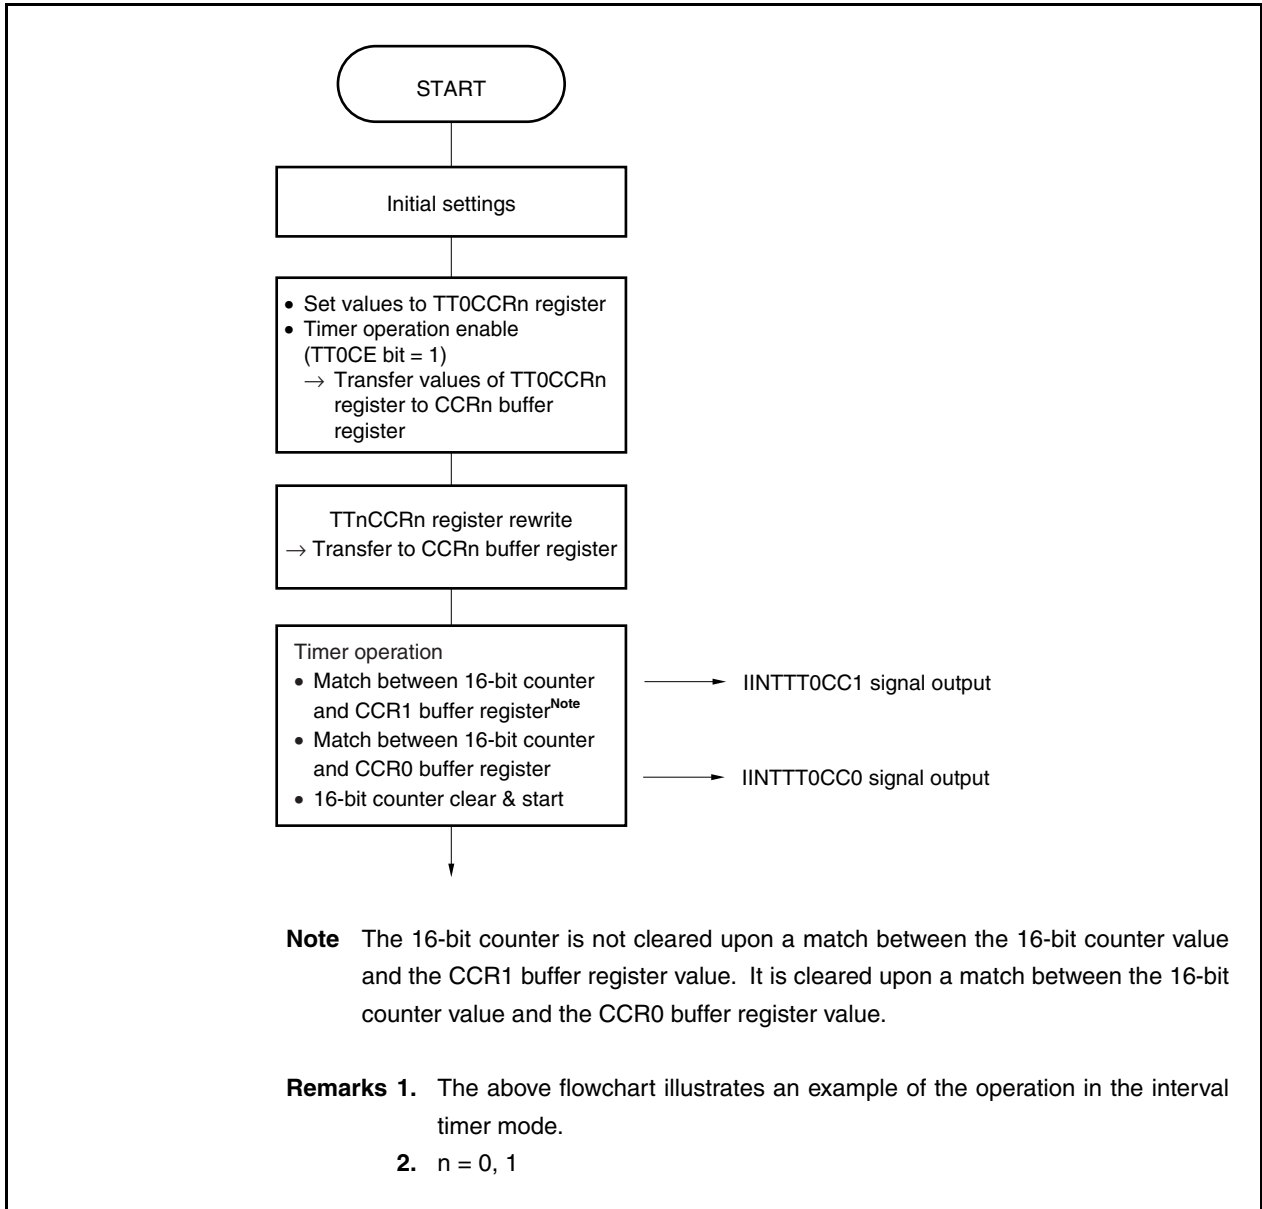 START
Initial settings
• Set values to TT0CCRn register
• Timer operation enable
(TT0CE bit = 1)
→ Transfer values of TT0CCRn
register to CCRn buffer
register
TTnCCRn register rewrite
→ Transfer to CCRn buffer register
Timer operation
• Match between 16-bit counter
and CCR1 buffer registerNote
• Match between 16-bit counter
and CCR0 buffer register
• 16-bit counter clear & start
IINTTT0CC1 signal output
IINTTT0CC0 signal output
Note The 16-bit counter is not cleared upon a match between the 16-bit counter value
and the CCR1 buffer register value. It is cleared upon a match between the 16-bit
counter value and the CCR0 buffer register value.
Remarks 1. The above flowchart illustrates an example of the operation in the interval
timer mode.
2. n = 0, 1